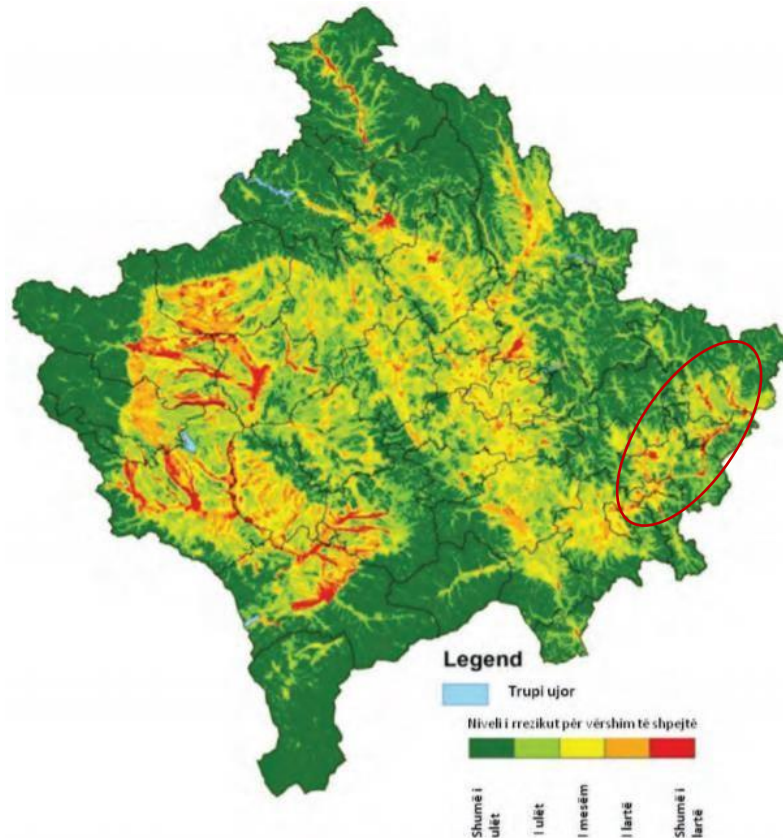 Legend
Trupi ujor
Niveli i rrezikut për vërshim të shpejtë
Shumë i
ulët
I ulët
I mesëm
I lartë
Shumë i
lartë